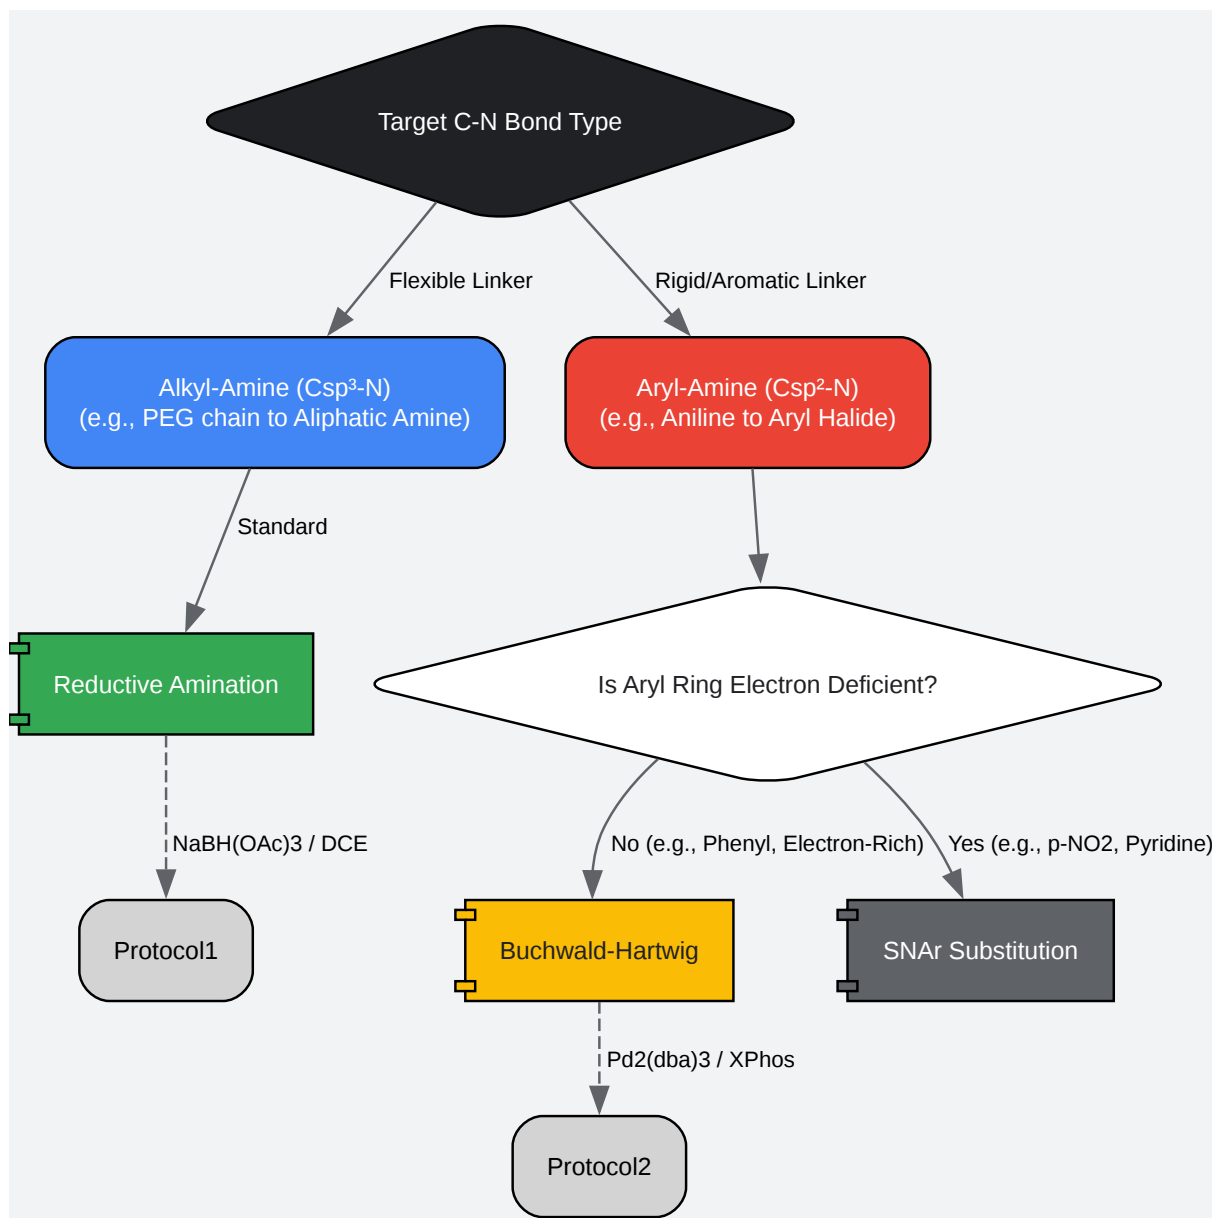 Target C-N Bond Type
Flexible Linker
Rigid/Aromatic Linker
Alkyl-Amine (Csp³-N)
(e.g., PEG chain to Aliphatic Amine)
Aryl-Amine (Csp²-N)
(e.g., Aniline to Aryl Halide)
Standard
Reductive Amination
Is Aryl Ring Electron Deficient?
NaBH(OAc)3 / DCE
No (e.g., Phenyl, Electron-Rich)
Yes (e.g., p-NO2, Pyridine)
Protocol1
Buchwald-Hartwig
SNAr Substitution
Pd2(dba)3 / XPhos
Protocol2